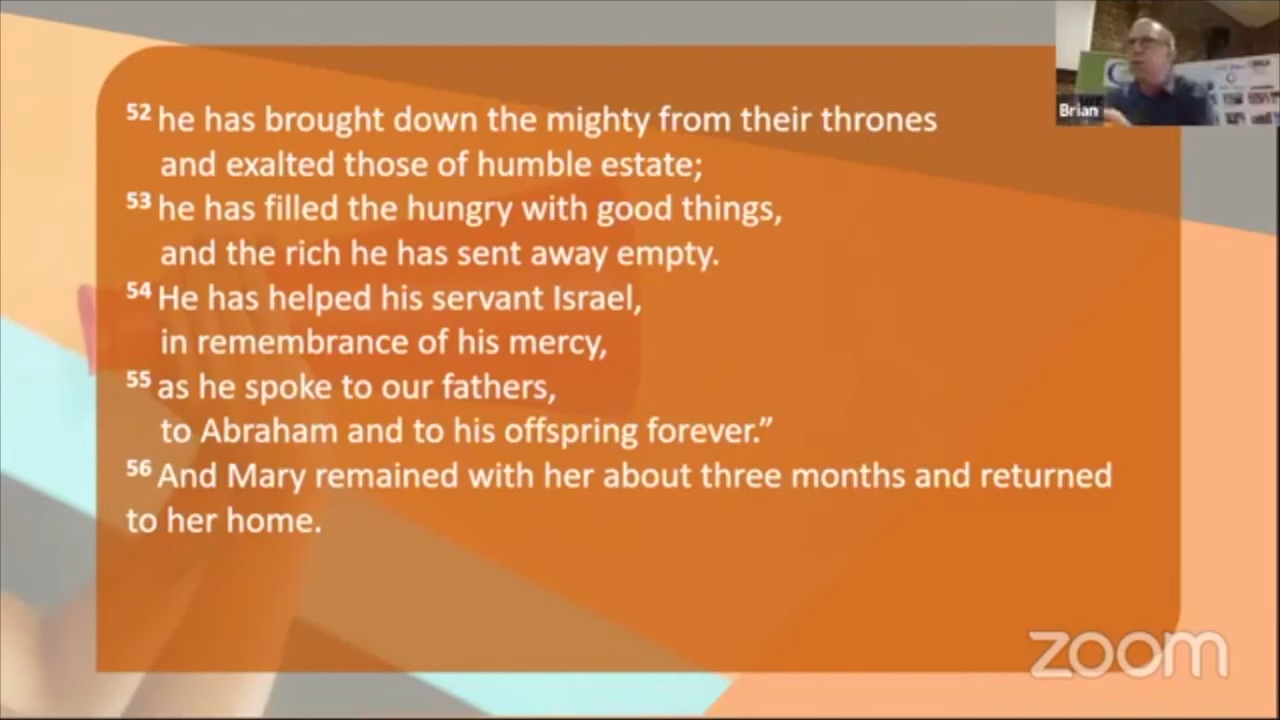 52 he has brought down the mighty from their thrones
and exalted those of humble estate;
53 he has filled the hungry with good things,
and the rich he has sent away empty.
54 He has helped his servant Israel,
in remembrance of his mercy,
55 as he spoke to our fathers,
to Abraham and to his offspring forever.”
56 And Mary remained with her about three months and returned
to her home.
Brian
zoom